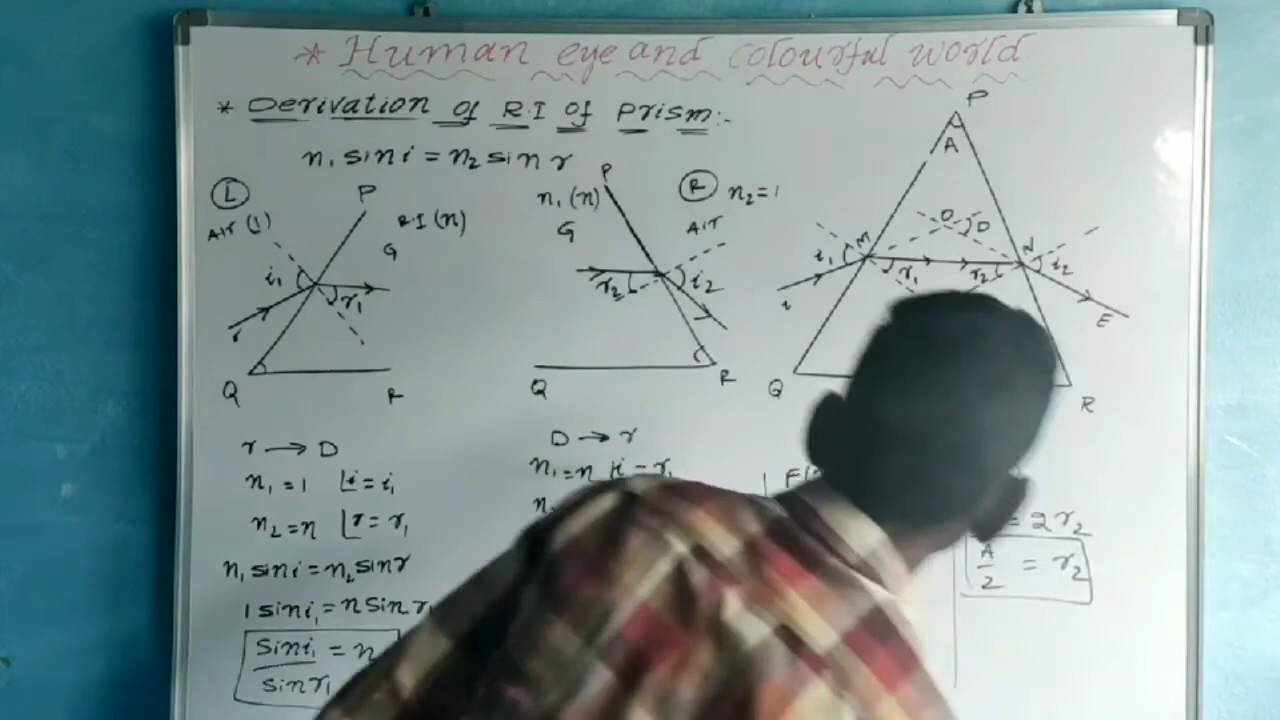 * Human eye and colourful world
* Derivation of R.I of Prism:-
n₁ sin i = n₂ sin r
L
Air (1)
P
R.I (n)
G
i₁
r₁
i
Q
R
r → D
n₁ = 1 ∠i = i₁
n₂ = n ∠r = r₁
n₁ sin i = n₂ sin r
1 sin i₁ = n sin r₁
sin i₁ / sin r₁ = n
P
n₁ (n)
G
R
n₂ = 1
Air
r₂
i₂
Q
R
D → r
n₁ = n
P
A
O
D
M
N
i₁
r₁
r₂
i₂
i
E
Q
R
= 2r₂
A/2 = r₂